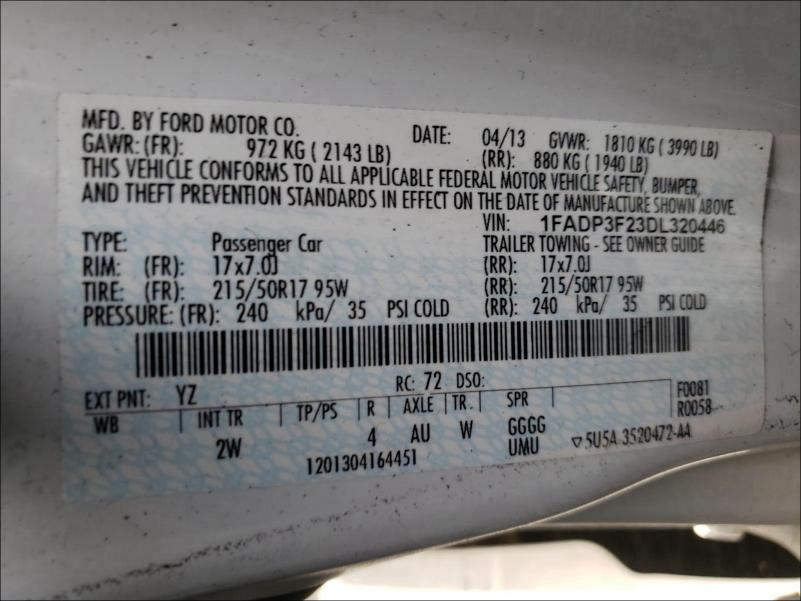 MFD. BY FORD MOTOR CO. DATE: 04/13 GVWR: 1810 KG ( 3990 LB)
GAWR: (FR): 972 KG ( 2143 LB) (RR): 880 KG ( 1940 LB)
THIS VEHICLE CONFORMS TO ALL APPLICABLE FEDERAL MOTOR VEHICLE SAFETY, BUMPER,
AND THEFT PREVENTION STANDARDS IN EFFECT ON THE DATE OF MANUFACTURE SHOWN ABOVE.
VIN: 1FADP3F23DL320446
TYPE: Passenger Car TRAILER TOWING - SEE OWNER GUIDE
RIM: (FR): 17x7.0J (RR): 17x7.0J
TIRE: (FR): 215/50R17 95W (RR): 215/50R17 95W
PRESSURE: (FR): 240 kPa/ 35 PSI COLD (RR): 240 kPa/ 35 PSI COLD
EXT PNT: YZ RC: 72 DSO: F0081
WB INT TR TP/PS R AXLE TR. SPR R0058
2W 4 AU W GGGG
1201304164451 UMU ▽5U5A 3520472-AA